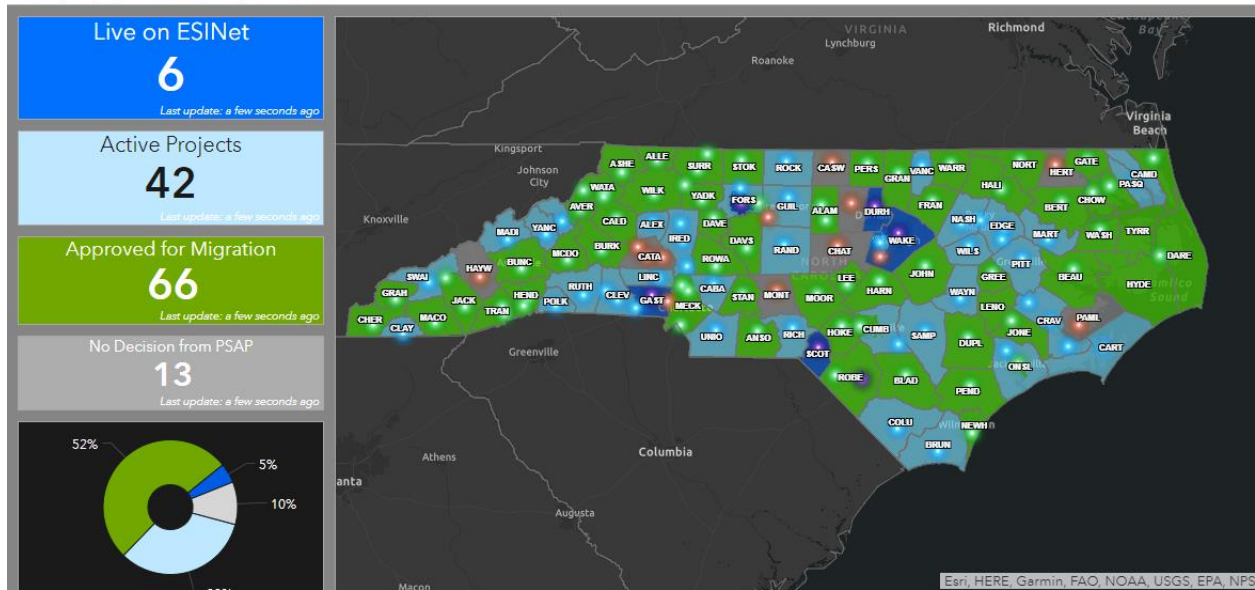 Live on ESINet
6
Last update: a few seconds ago
Active Projects
42
Approved for Migration
66
Last update: a few seconds ago
No Decision from PSAP
13
Last update: a few seconds ago
52%
5%
10%
VIRGINIA
Lynchburg
Richmond
Bay
Roanoke
Virginia
Beach
Kingsport
Johnson
City
Knoxville
Greenville
Columbia
Athens
anta
Augusta
Macon
ASHE
ALLE
SURR
STOK
ROCK
CASW
PERS
GRAN
VANC
WARR
NORT
HERT
GATE
CAMD
PASQ
CHOW
WATA
WILK
YADK
FORS
GUIL
ALAM
DURH
FRAN
HALI
BERT
AVER
CALD
ALEX
IRED
DAVE
DAVS
RAND
CHAT
WAKE
NASH
EDGE
MART
WASH
TYRR
DARE
MADI
YANC
MCDO
BURK
CATA
ROWA
LEE
JOHN
WILS
PITT
BEAU
HYDE
SWAI
HAYW
BUNC
RUTH
LINC
CABA
STAN
MONT
MOOR
HARN
WAYN
GREE
LENO
CRAV
PAML
GRAH
JACK
HEND
POLK
CLEV
GAST
MECK
CHER
CLAY
MACO
TRAN
UNIO
ANSO
RICH
SCOT
HOKE
CUMB
SAMP
DUPL
JONE
ONSL
CART
ROBE
BLAD
PEND
COLU
BRUN
NEWH
NORTH
Sound
Esri, HERE, Garmin, FAO, NOAA, USGS, EPA, NPS